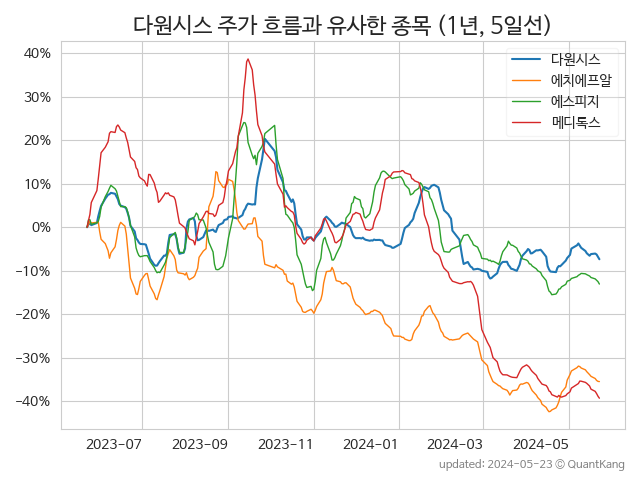 다원시스 주가 흐름과 유사한 종목 (1년, 5일선)
다원시스
에치에프알
에스피지
메디톡스
40%
30%
20%
10%
0%
−10%
−20%
−30%
−40%
2023-07 2023-09 2023-11 2024-01 2024-03 2024-05
updated: 2024-05-23 ⓒ QuantKang